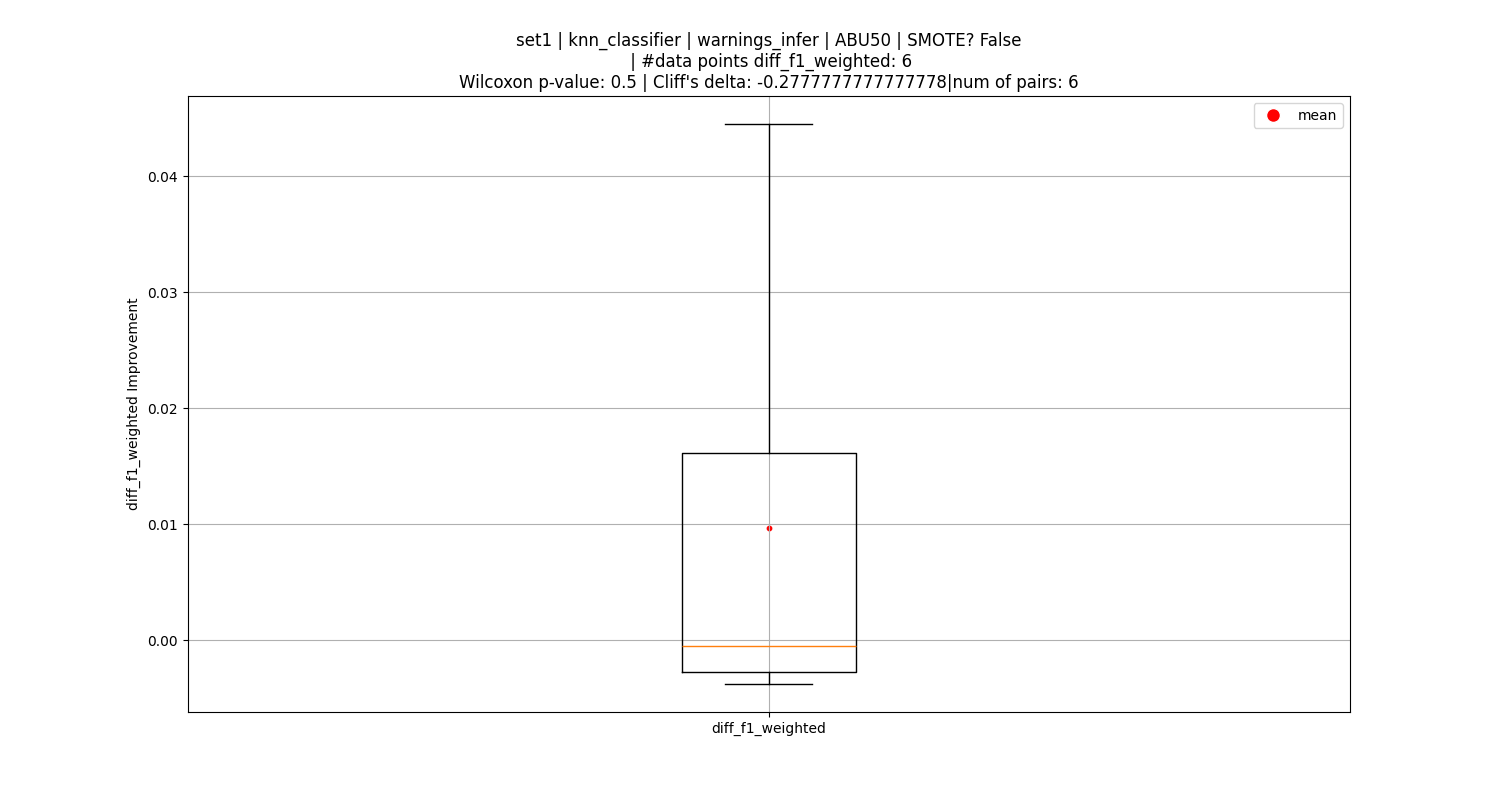 set1 | knn_classifier | warnings_infer | ABU50 | SMOTE? False
| #data points diff_f1_weighted: 6
Wilcoxon p-value: 0.5 | Cliff's delta: -0.2777777777777778|num of pairs: 6
mean
0.04
0.03
0.02
0.01
0.00
diff_f1_weighted Improvement
diff_f1_weighted